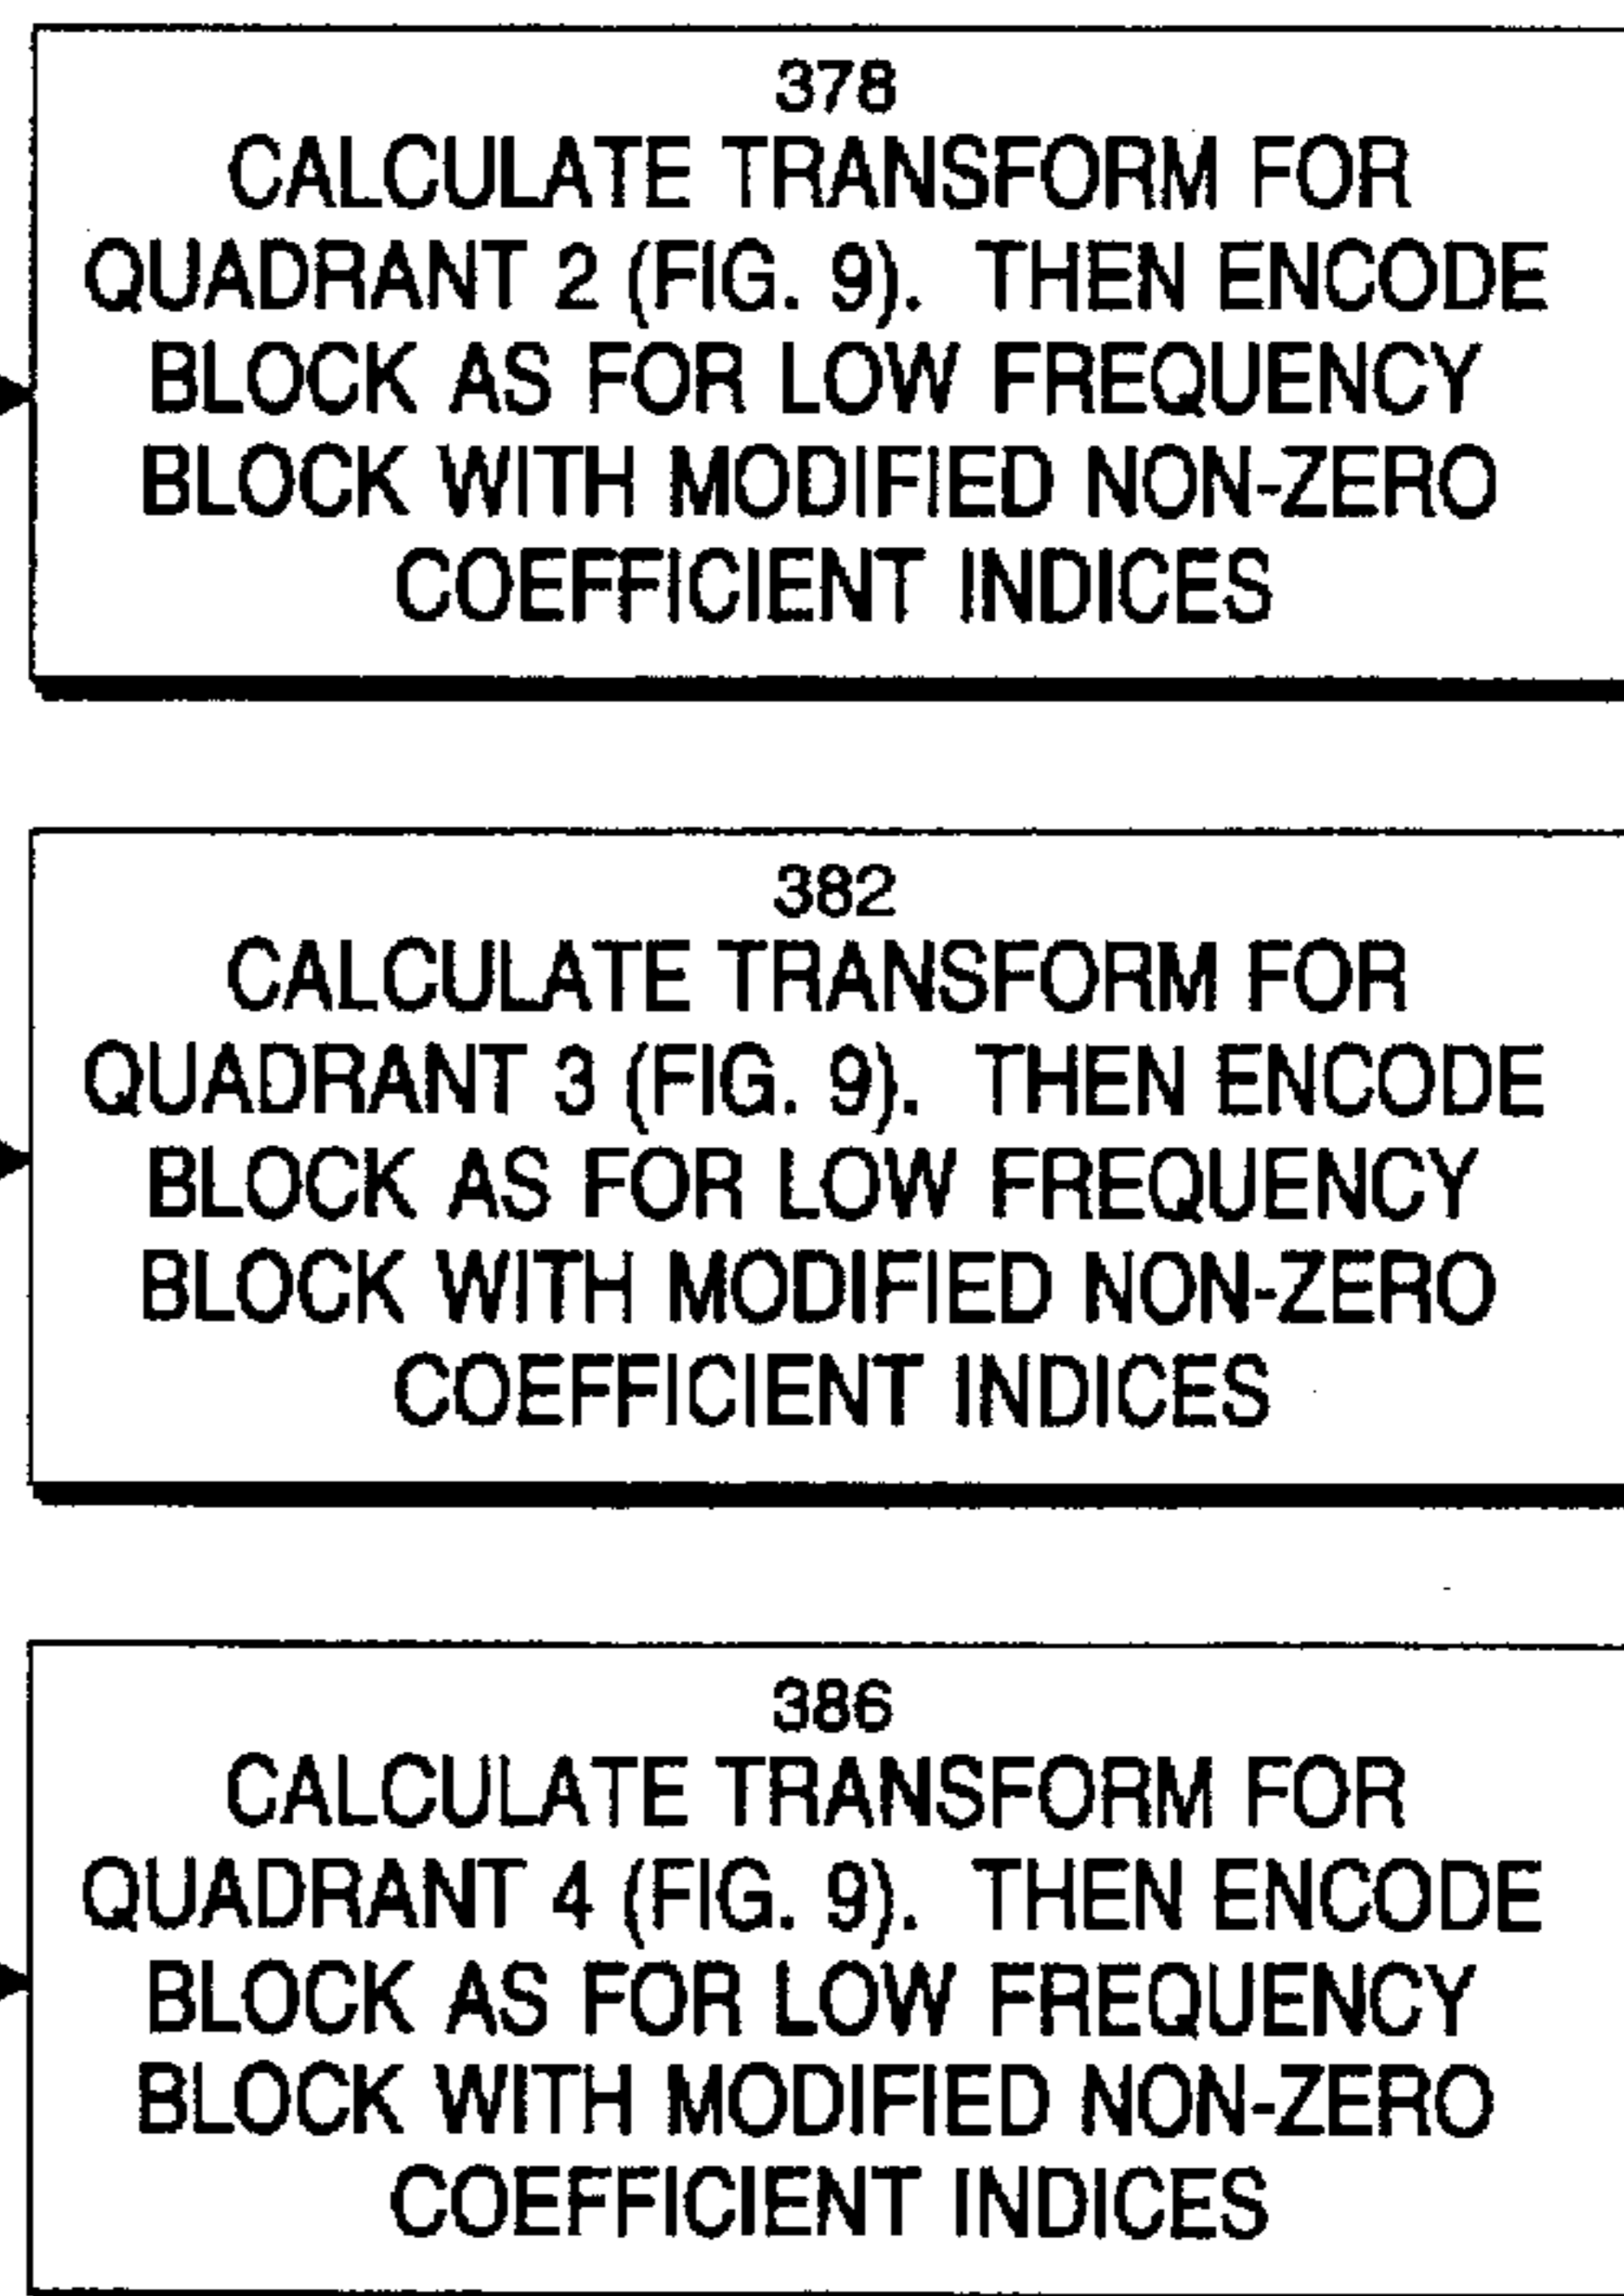 378
CALCULATE TRANSFORM FOR
QUADRANT 2 (FIG. 9). THEN ENCODE
BLOCK AS FOR LOW FREQUENCY
BLOCK WITH MODIFIED NON-ZERO
COEFFICIENT INDICES
382
CALCULATE TRANSFORM FOR
QUADRANT 3 (FIG. 9). THEN ENCODE
BLOCK AS FOR LOW FREQUENCY
BLOCK WITH MODIFIED NON-ZERO
COEFFICIENT INDICES
386
CALCULATE TRANSFORM FOR
QUADRANT 4 (FIG. 9). THEN ENCODE
BLOCK AS FOR LOW FREQUENCY
BLOCK WITH MODIFIED NON-ZERO
COEFFICIENT INDICES